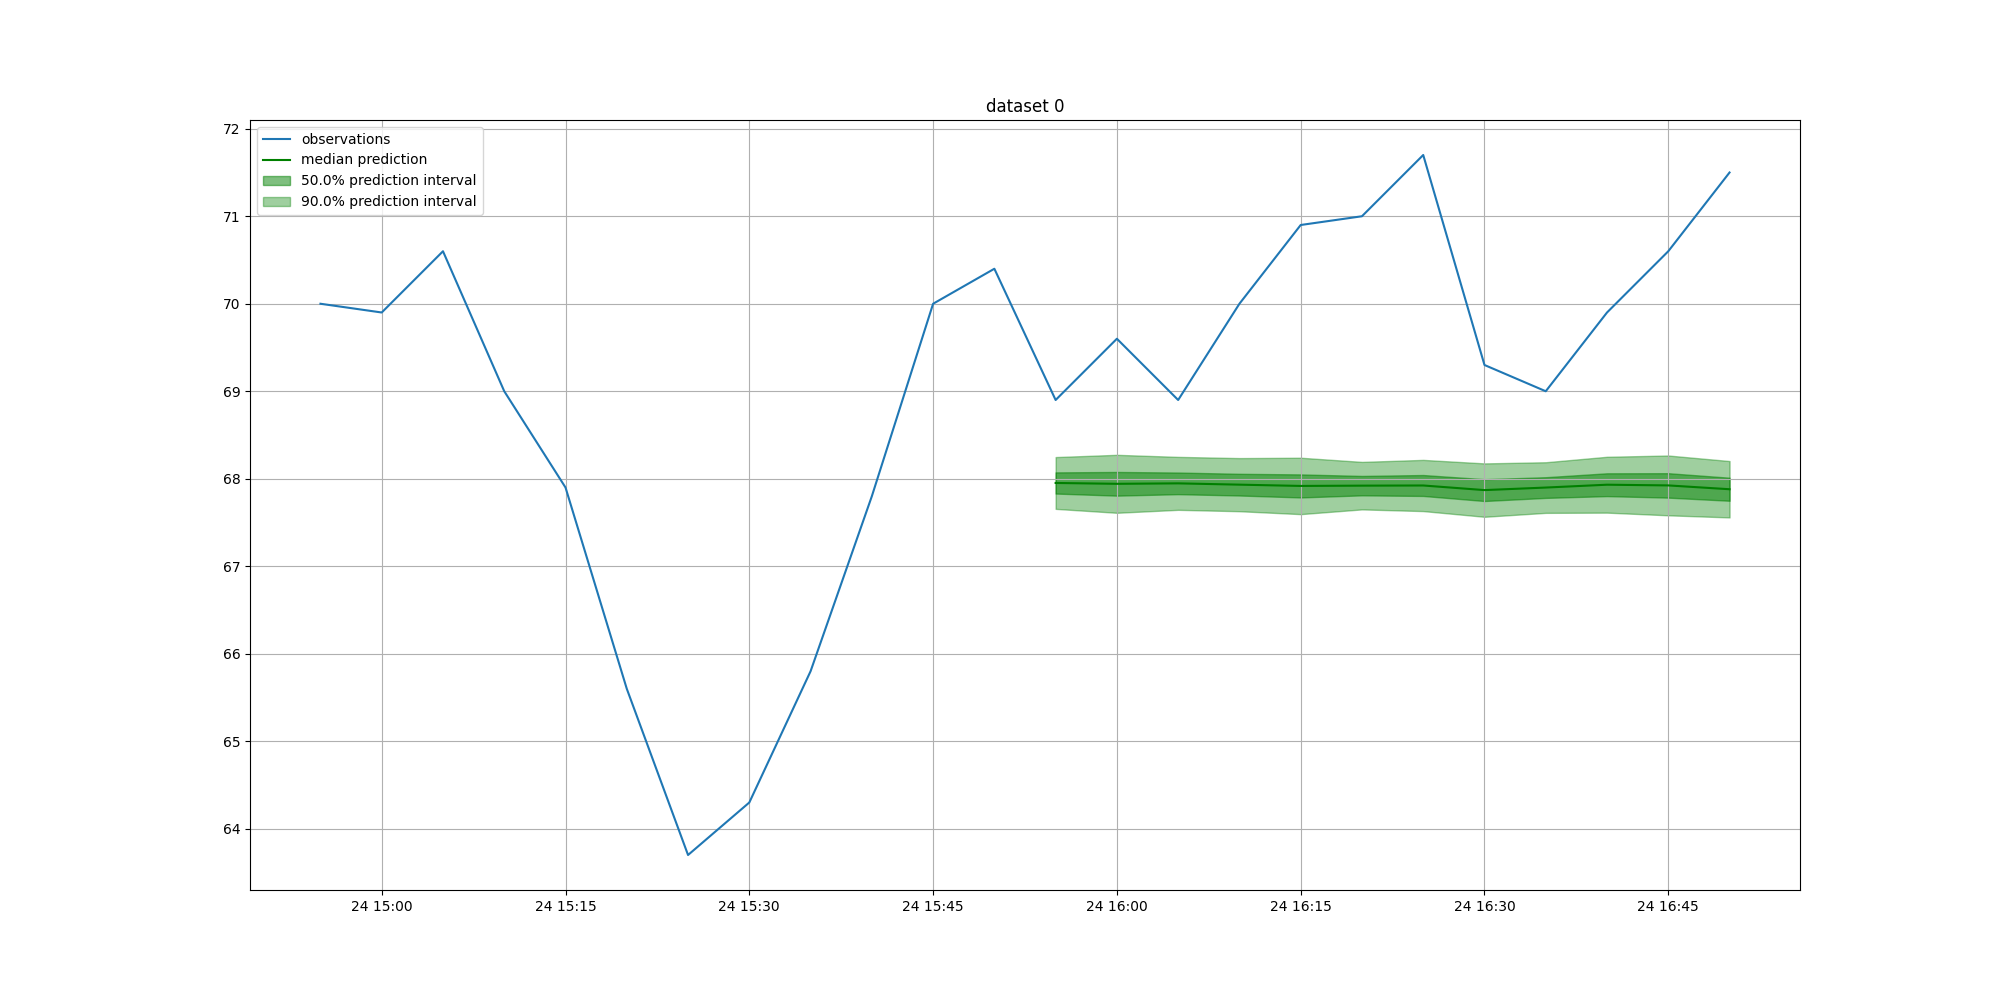 dataset 0
72
observations
median prediction
50.0% prediction interval
90.0% prediction interval
71
70
69
68
67
66
65
64
24 15:00 24 15:15 24 15:30 24 15:45 24 16:00 24 16:15 24 16:30 24 16:45